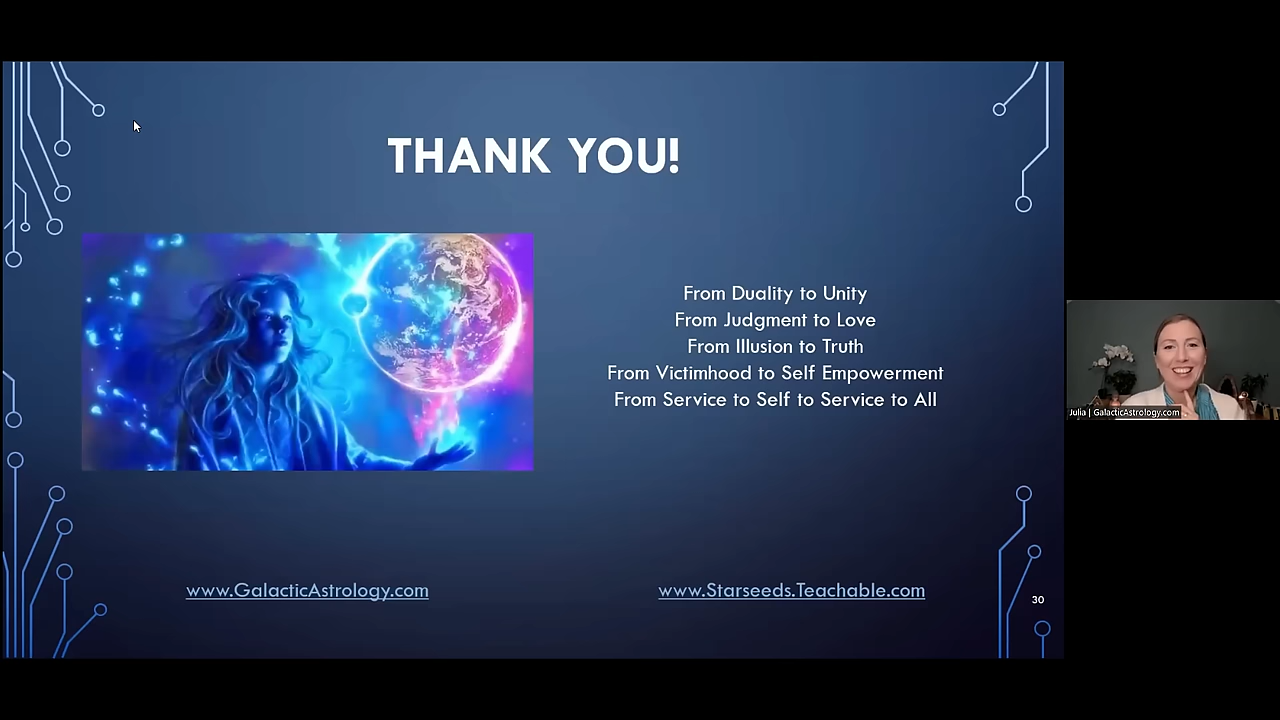 THANK YOU!
From Duality to Unity
From Judgment to Love
From Illusion to Truth
From Victimhood to Self Empowerment
From Service to Self to Service to All
www.GalacticAstrology.com
www.Starseeds.Teachable.com
30
Julia | GalacticAstrology.com